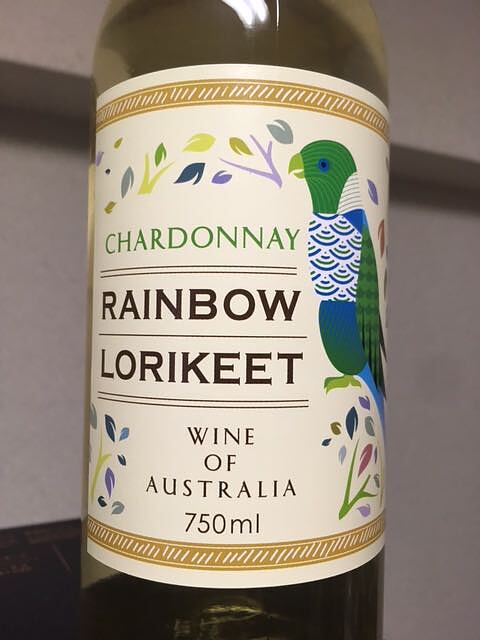 CHARDONNAY
RAINBOW
LORIKEET
WINE
OF
AUSTRALIA
750ml